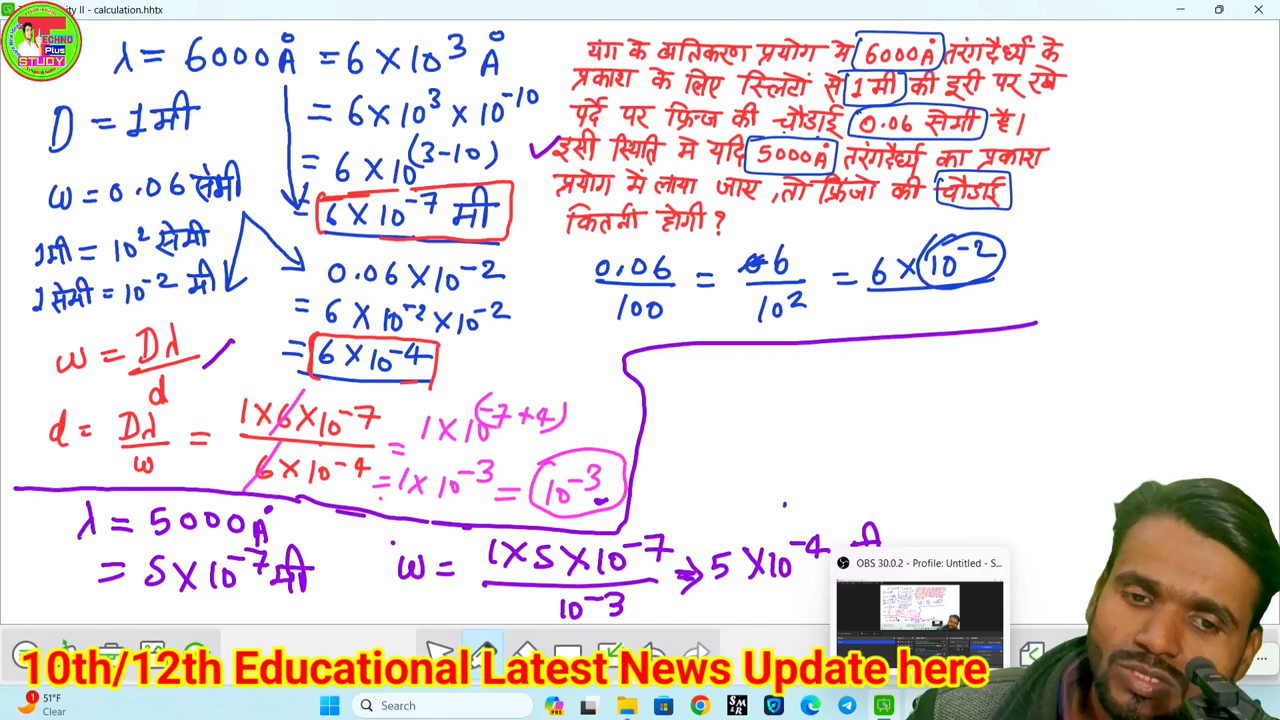 ity II - calculation.hhtx
TECHNO
Plus
STUDY
λ = 6000Å = 6×10³ Å
= 6×10³ × 10⁻¹⁰
D = 1मी
= 6×10⁽³⁻¹⁰⁾
= 6×10⁻⁷ मी
ω = 0.06 सेमी
1मी = 10² सेमी
1 सेमी = 10⁻² मी
0.06×10⁻²
= 6×10⁻²×10⁻²
= 6×10⁻⁴
ω = Dλ/d
d = Dλ/ω = 1×6×10⁻⁷/6×10⁻⁴ = 1×10⁽⁻⁷⁺⁴⁾
= 1×10⁻³ = 10⁻³
यंग के व्यतिकरण प्रयोग मे 6000Å तरंगदैर्ध्य के
प्रकाश के लिए स्लिटों से 1मी की दूरी पर रखे
पर्दे पर फ्रिन्ज की चौडाई 0.06 सेमी है।
इसी स्थिति मे यदि 5000Å तरंगदैर्ध्य का प्रकाश
प्रयोग में लाया जाए, तो फ्रिंजो की चौडाई
कितनी होगी ?
0.06/100 = 6/10² = 6×10⁻²
λ = 5000Å
= 5×10⁻⁷ मी
ω = 1×5×10⁻⁷/10⁻³ ⇒ 5×10⁻⁴
OBS 30.0.2 - Profile: Untitled - S...
10th/12th Educational Latest News Update here
1
51°F
Clear
Search